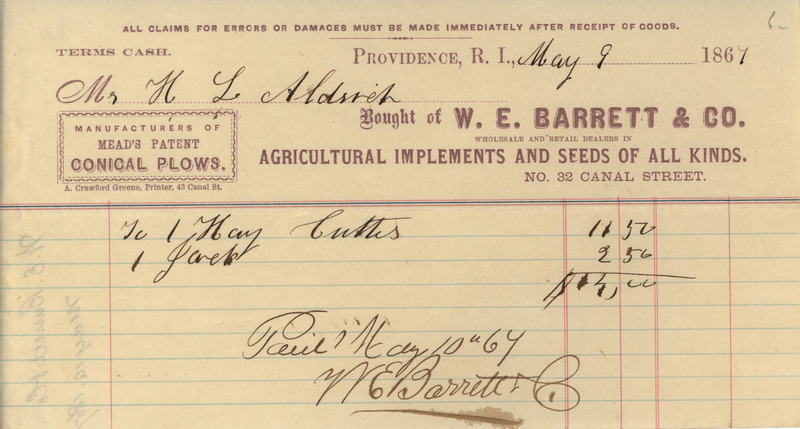 ALL CLAIMS FOR ERRORS OR DAMAGES MUST BE MADE IMMEDIATELY AFTER RECEIPT OF GOODS.
TERMS CASH.
PROVIDENCE, R. I., May 9 1867
Mr H L Aldrich
MANUFACTURERS OF
MEAD'S PATENT
CONICAL PLOWS.
A. Crawford Greene, Printer, 43 Canal St.
Bought of W. E. BARRETT & CO.
WHOLESALE AND RETAIL DEALERS IN
AGRICULTURAL IMPLEMENTS AND SEEDS OF ALL KINDS.
NO. 32 CANAL STREET.
To 1 Hay Cutter 11 50
1 2 50
$14,00
May 10 67
W E Barrett & Co